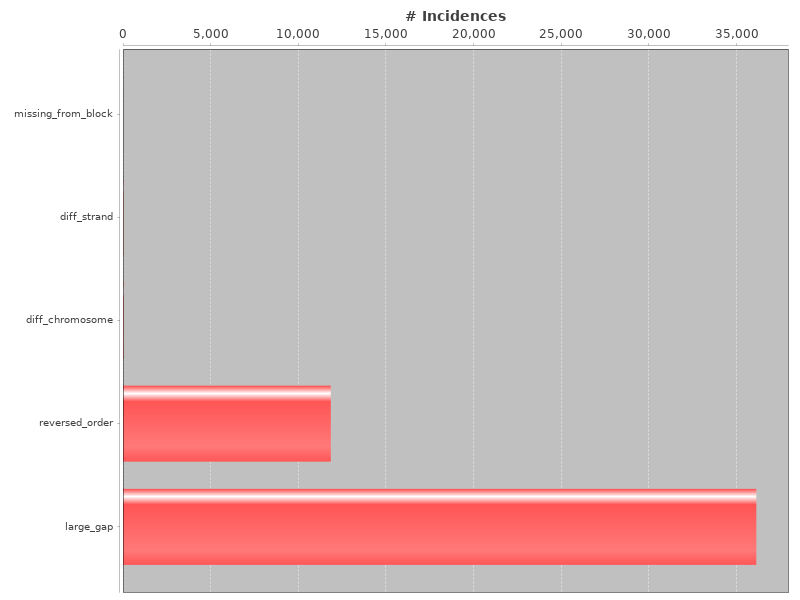 # Incidences
0 5,000 10,000 15,000 20,000 25,000 30,000 35,000
missing_from_block
diff_strand
diff_chromosome
reversed_order
large_gap